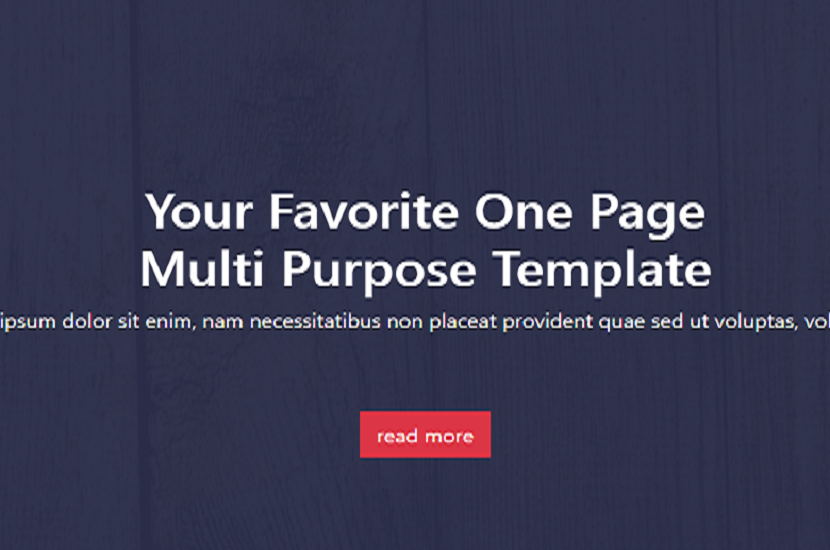 Your Favorite One Page
Multi Purpose Template
ipsum dolor sit enim, nam necessitatibus non placeat provident quae sed ut voluptas,
read more